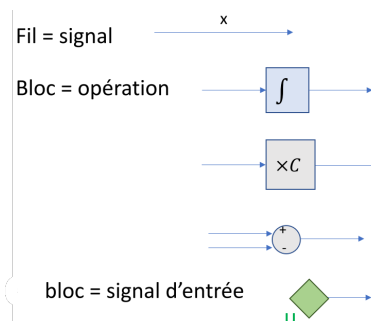 x
Fil = signal
Bloc = opération
∫
×C
+
-
bloc = signal d'entrée